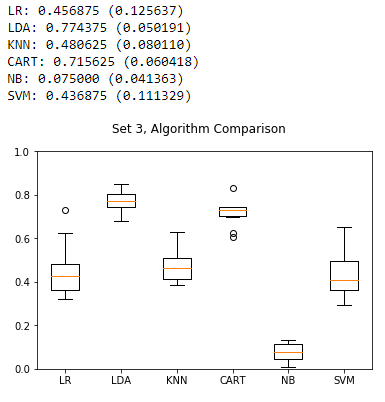 LR: 0.456875 (0.125637)
LDA: 0.774375 (0.050191)
KNN: 0.480625 (0.080110)
CART: 0.715625 (0.060418)
NB: 0.075000 (0.041363)
SVM: 0.436875 (0.111329)
Set 3, Algorithm Comparison
1.0
0.8
0.6
0.4
0.2
0.0
LR LDA KNN CART NB SVM